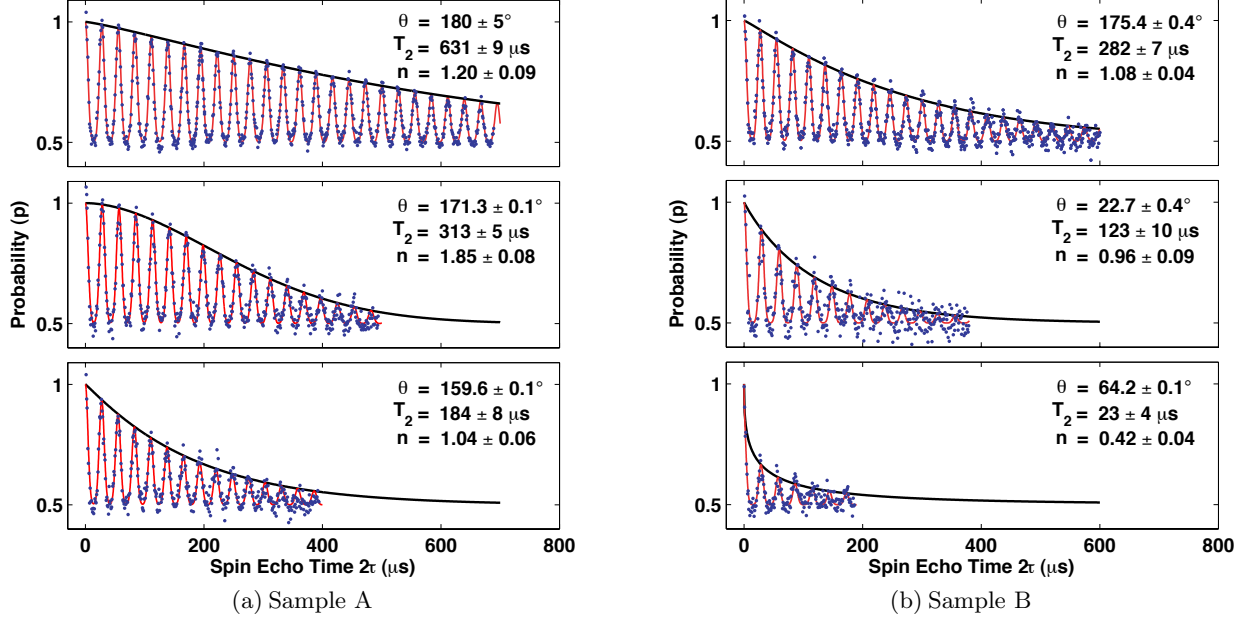 Probability (p)
1
0.5
θ = 180 ± 5°
T2 = 631 ± 9 μs
n = 1.20 ± 0.09
1
0.5
θ = 171.3 ± 0.1°
T2 = 313 ± 5 μs
n = 1.85 ± 0.08
1
0.5
θ = 159.6 ± 0.1°
T2 = 184 ± 8 μs
n = 1.04 ± 0.06
0 200 400 600 800
Spin Echo Time 2τ (μs)
(a) Sample A
Probability (p)
1
0.5
θ = 175.4 ± 0.4°
T2 = 282 ± 7 μs
n = 1.08 ± 0.04
1
0.5
θ = 22.7 ± 0.4°
T2 = 123 ± 10 μs
n = 0.96 ± 0.09
1
0.5
θ = 64.2 ± 0.1°
T2 = 23 ± 4 μs
n = 0.42 ± 0.04
0 200 400 600 800
Spin Echo Time 2τ (μs)
(b) Sample B